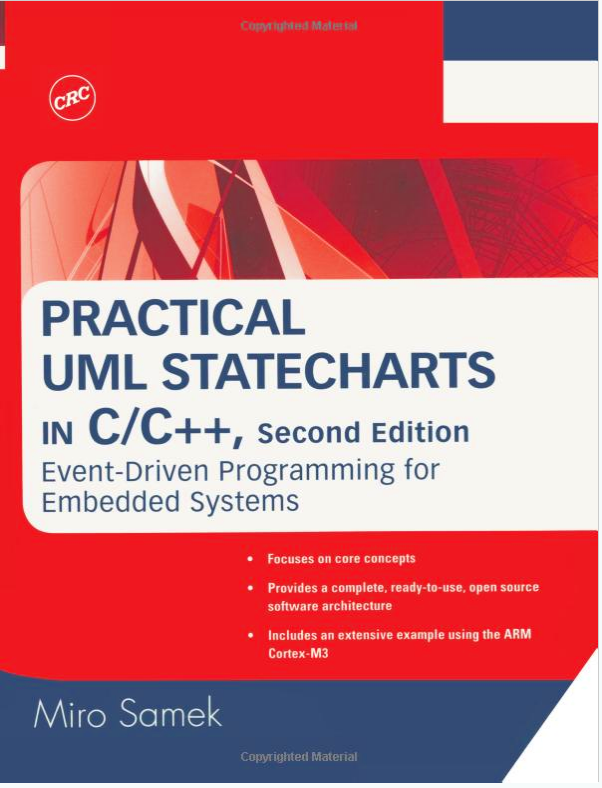 Copyrighted Material
CRC
PRACTICAL
UML STATECHARTS
IN C/C++, Second Edition
Event-Driven Programming for
Embedded Systems
• Focuses on core concepts
• Provides a complete, ready-to-use, open source
software architecture
• Includes an extensive example using the ARM
Cortex-M3
Miro Samek
Copyrighted Material